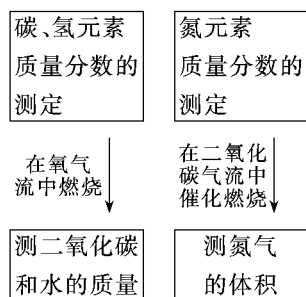 碳、氢元素
质量分数的
测定
在氧气
流中燃烧
测二氧化碳
和水的质量
氮元素
质量分数的
测定
在二氧化
碳气流中
催化燃烧
测氮气
的体积